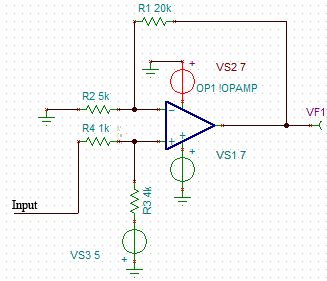 R1 20k
VS2 7
OP1 !OPAMP
R2 5k
VF1
R4 1k
VS1 7
R3 4k
Input
VS3 5